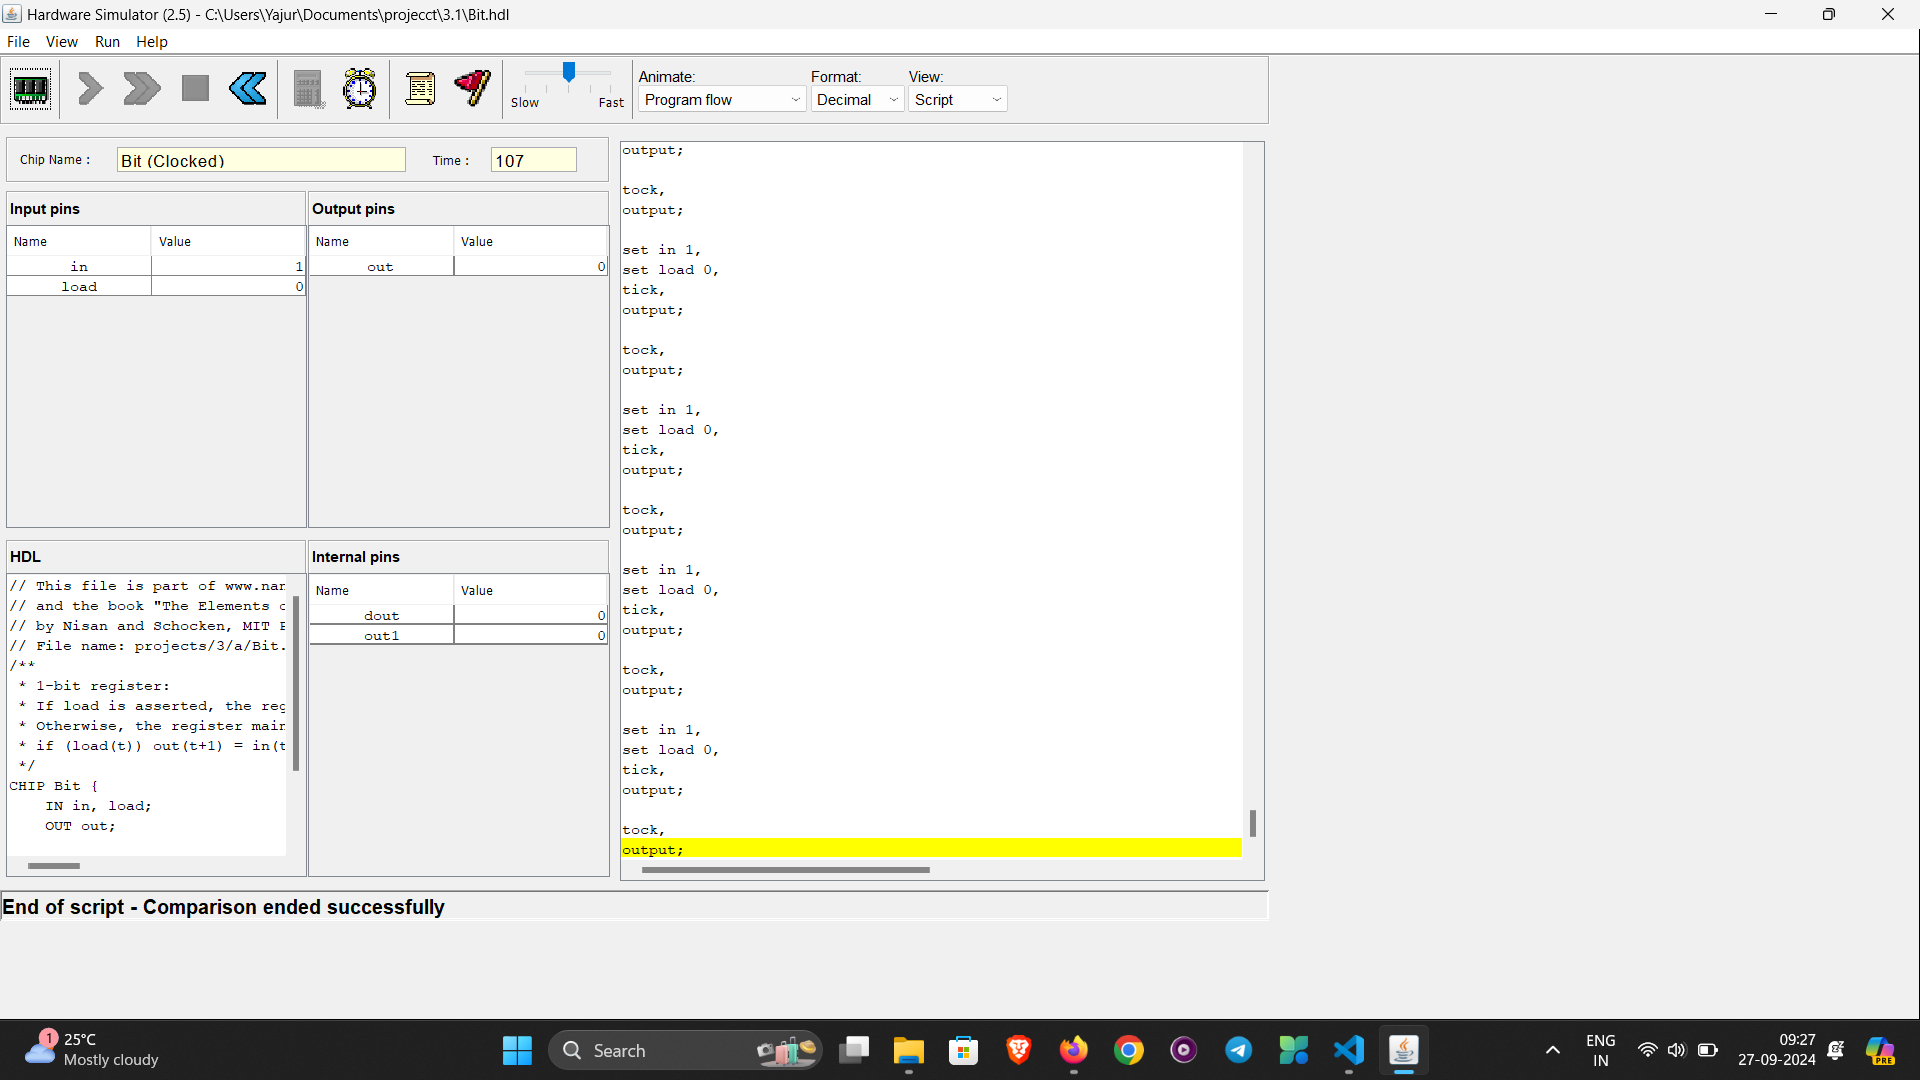 Hardware Simulator (2.5) - C:\Users\Yajur\Documents\projecct\3.1\Bit.hdl
File View Run Help
Slow Fast
Animate: Format: View:
Program flow Decimal Script
Chip Name : Bit (Clocked) Time : 107
Input pins
Name Value
in 1
load 0
Output pins
Name Value
out 0
HDL
// This file is part of www.nan
// and the book "The Elements o
// by Nisan and Schocken, MIT P
// File name: projects/3/a/Bit.
/**
* 1-bit register:
* If load is asserted, the reg
* Otherwise, the register main
* if (load(t)) out(t+1) = in(t
*/
CHIP Bit {
IN in, load;
OUT out;
Internal pins
Name Value
dout 0
out1 0
output;
tock,
output;
set in 1,
set load 0,
tick,
output;
tock,
output;
set in 1,
set load 0,
tick,
output;
tock,
output;
set in 1,
set load 0,
tick,
output;
tock,
output;
set in 1,
set load 0,
tick,
output;
tock,
output;
End of script - Comparison ended successfully
1
25°C
Mostly cloudy
Search
ENG
IN
09:27
27-09-2024
PRE